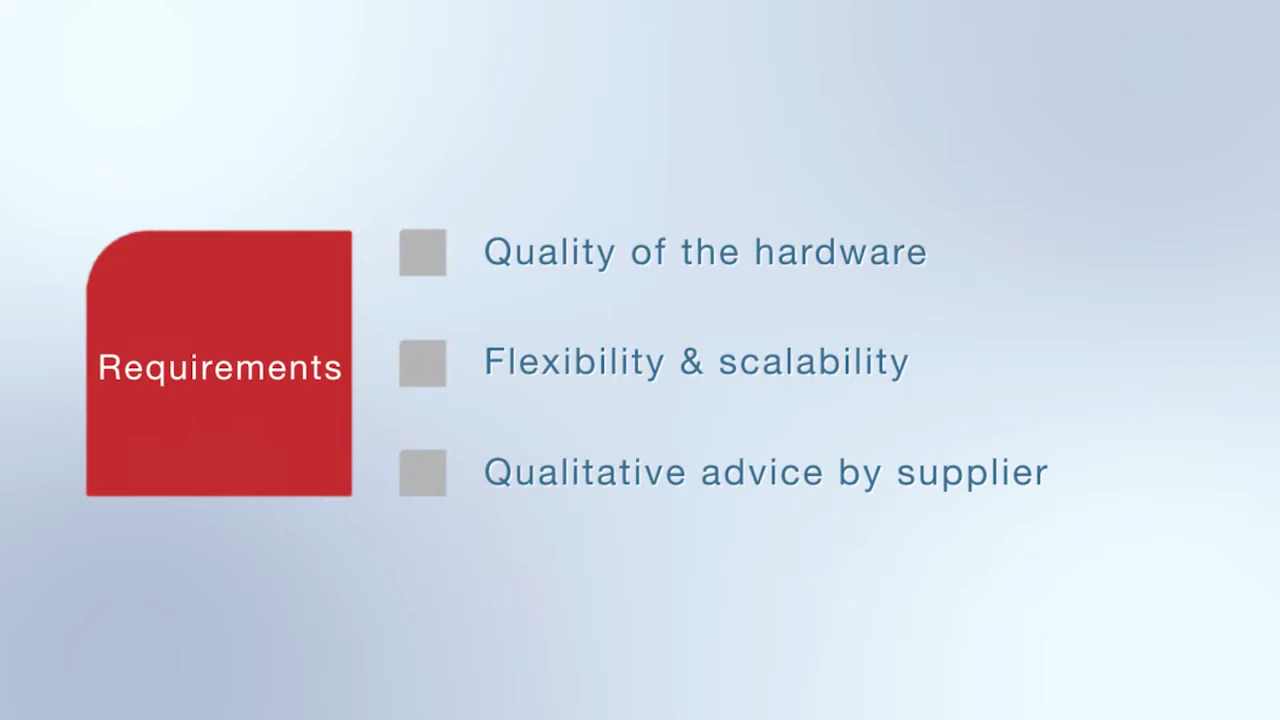 Requirements
Quality of the hardware
Flexibility & scalability
Qualitative advice by supplier